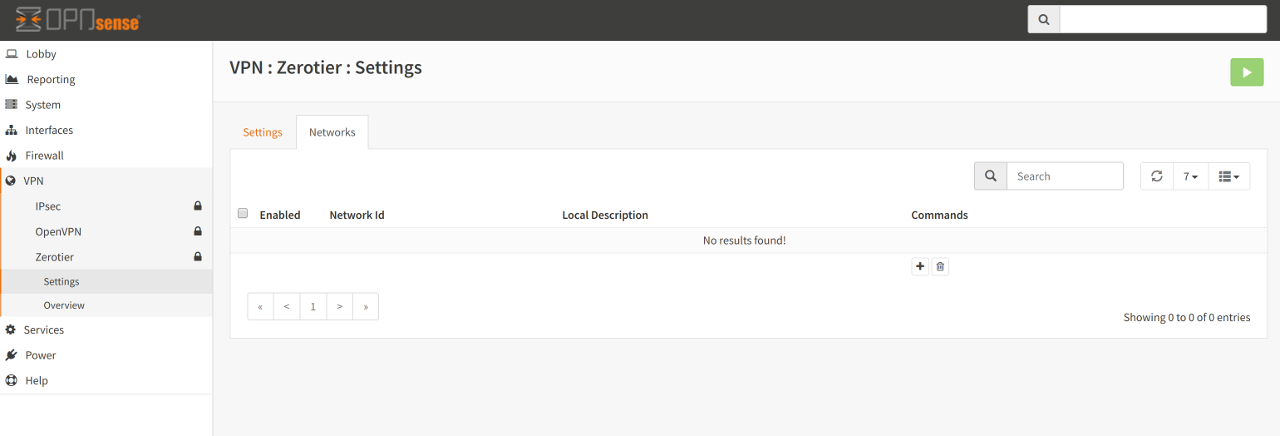 OPNsense
Lobby
Reporting
System
Interfaces
Firewall
VPN
IPsec
OpenVPN
Zerotier
Settings
Overview
Services
Power
Help
VPN : Zerotier : Settings
Settings Networks
Search 7
Enabled Network Id Local Description Commands
No results found!
« < 1 > »
Showing 0 to 0 of 0 entries